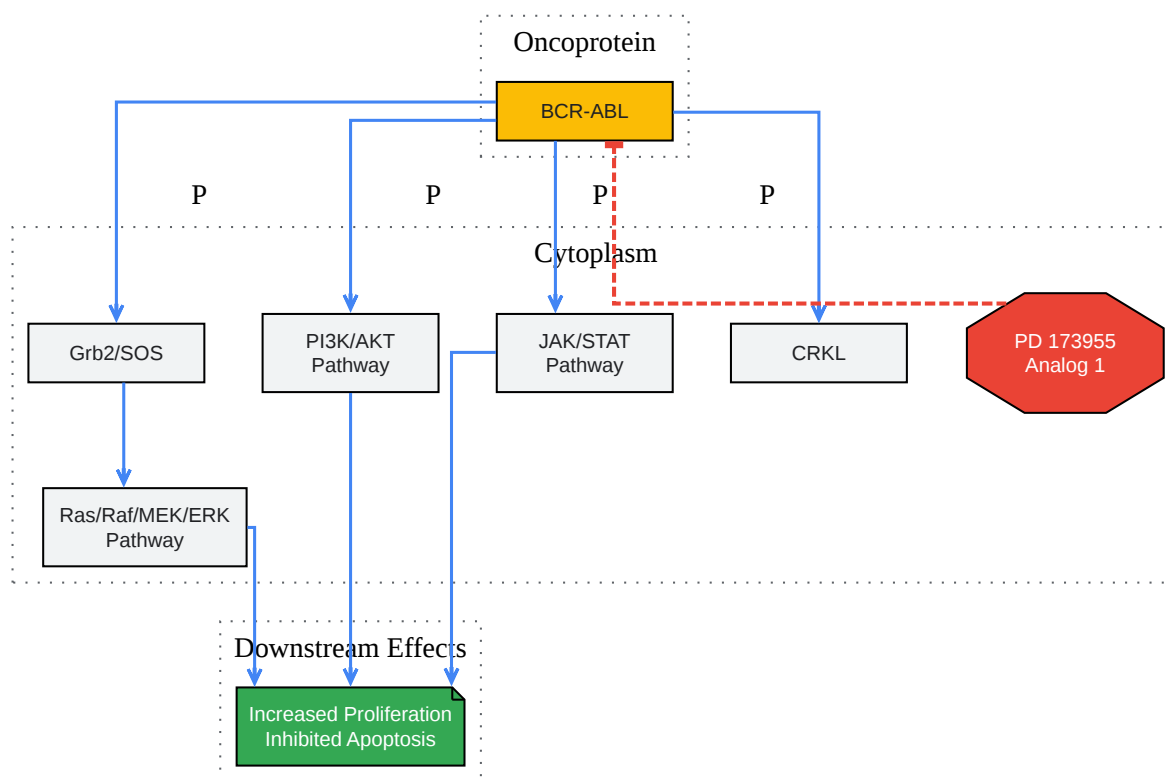 Oncoprotein
BCR-ABL
P
P
P
P
Cytoplasm
Grb2/SOS
PI3K/AKT
Pathway
JAK/STAT
Pathway
CRKL
PD 173955
Analog 1
Ras/Raf/MEK/ERK
Pathway
Downstream Effects
Increased Proliferation
Inhibited Apoptosis